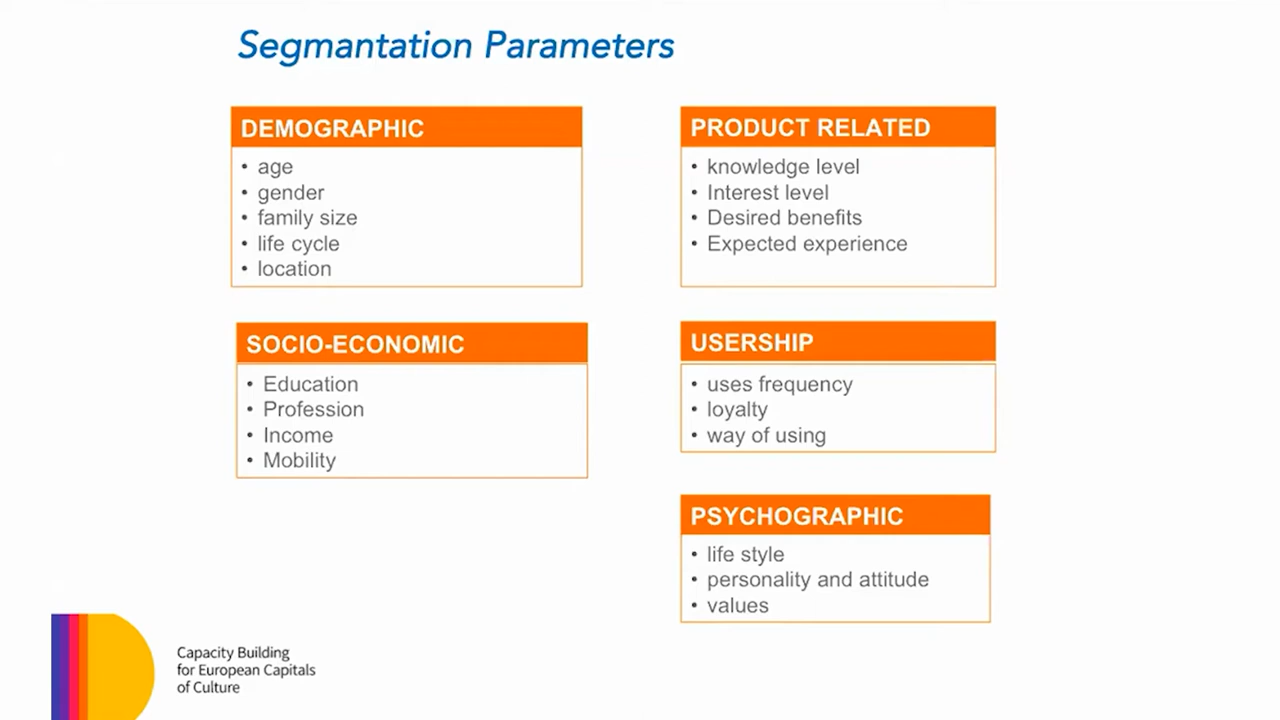 Segmantation Parameters
DEMOGRAPHIC
• age
• gender
• family size
• life cycle
• location
SOCIO-ECONOMIC
• Education
• Profession
• Income
• Mobility
PRODUCT RELATED
• knowledge level
• Interest level
• Desired benefits
• Expected experience
USERSHIP
• uses frequency
• loyalty
• way of using
PSYCHOGRAPHIC
• life style
• personality and attitude
• values
Capacity Building
for European Capitals
of Culture